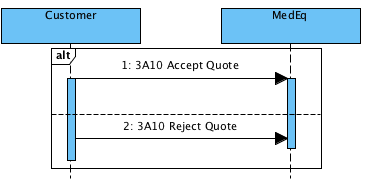 Customer
MedEq
alt
1: 3A10 Accept Quote
2: 3A10 Reject Quote